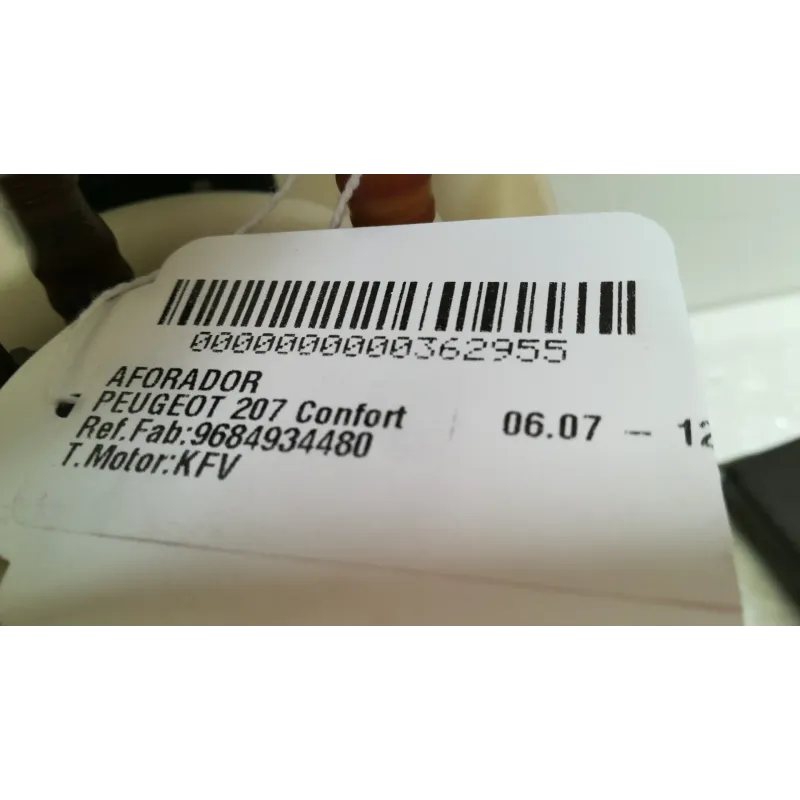 0000000000362955
AFORADOR
PEUGEOT 207 Confort 06.07 - 12
Ref.Fab:9684934480
T.Motor:KFV